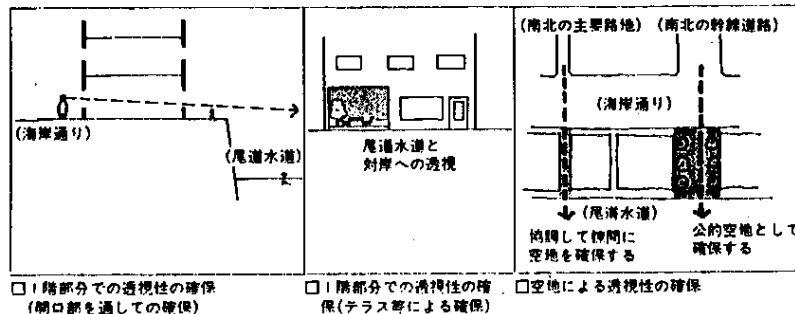 (海岸通り)
(尾道水道)
□1階部分での透視性の確保
(開口部を通しての確保)
尾道水道と
対岸への透視
□1階部分での透視性の確
保(テラス等による確保)
(南北の主要路地)
(南北の幹線道路)
(海岸通り)
(尾道水道)
協調して棟間に
空地を確保する
公的空地として
確保する
□空地による透視性の確保